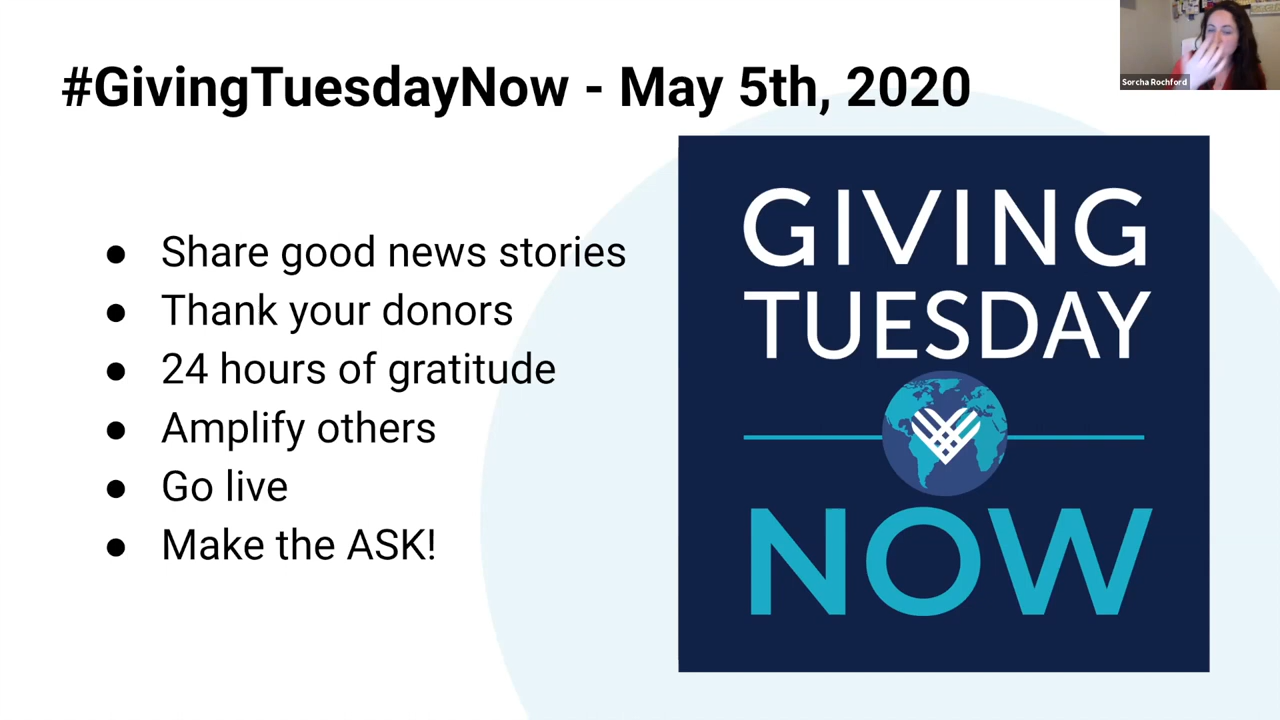 #GivingTuesdayNow - May 5th, 2020
Sorcha Rochford
● Share good news stories
● Thank your donors
● 24 hours of gratitude
● Amplify others
● Go live
● Make the ASK!
GIVING
TUESDAY
NOW